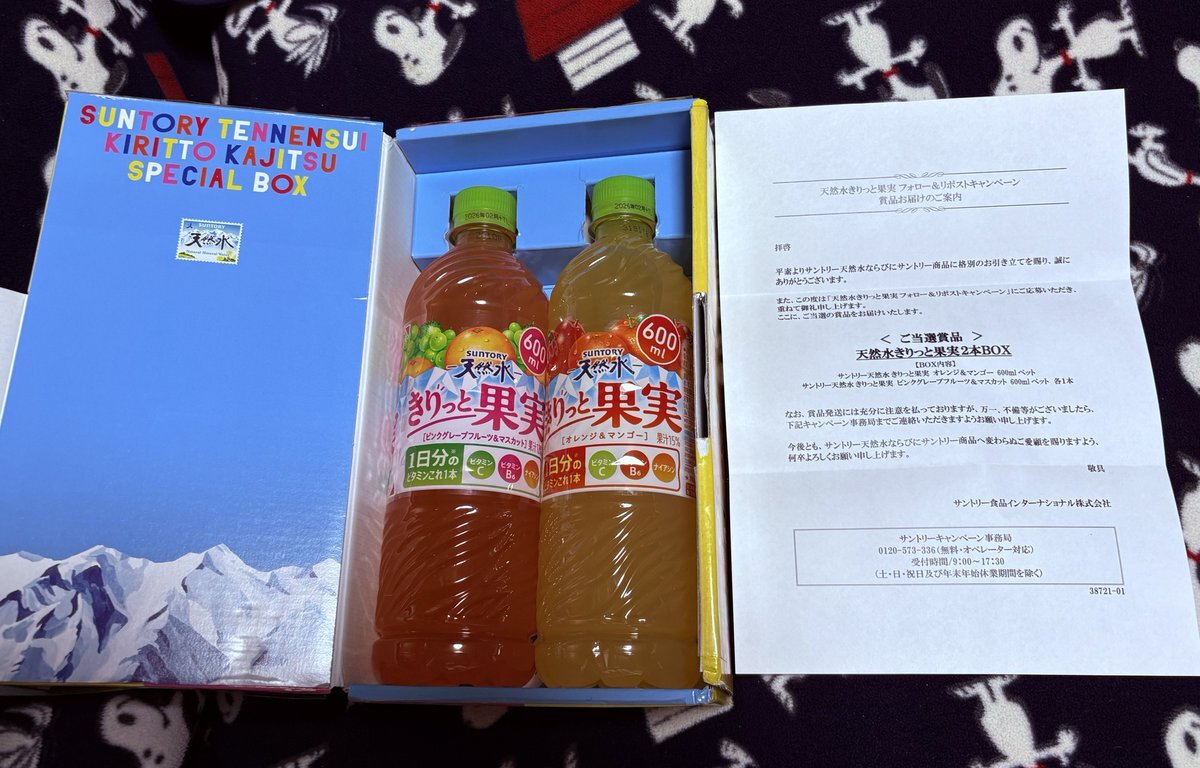 SUNTORY TENNENSUI
KIRITTO KAJITSU
SPECIAL BOX
SUNTORY
天然水
Natural Mineral Water
600
ml
SUNTORY
天然水
きりっと果実
[ピンクグレープフルーツ&マスカット]
1日分の
ビタミンこれ1本
ビタミン
C
ビタミン
B6
ナイアシン
600
ml
SUNTORY
天然水
きりっと果実
[オレンジ&マンゴー] 果汁15%
1日分の
ビタミンこれ1本
ビタミン
C
ビタミン
B6
ナイアシン
天然水きりっと果実 フォロー&リポストキャンペーン
賞品お届けのご案内
拝啓
平素よりサントリー天然水ならびにサントリー商品に格別のお引き立てを賜り、誠に
ありがとうございます。
また、この度は「天然水きりっと果実 フォロー&リポストキャンペーン」にご応募いただき、
重ねて御礼申し上げます。
ここに、ご当選の賞品をお届けいたします。
< ご当選賞品 >
天然水きりっと果実2本BOX
【BOX内容】
サントリー天然水 きりっと果実 オレンジ&マンゴー 600mlペット
サントリー天然水 きりっと果実 ピンクグレープフルーツ&マスカット 600mlペット 各1本
なお、賞品発送には充分に注意を払っておりますが、万一、不備等がございましたら、
下記キャンペーン事務局までご連絡いただきますようお願い申し上げます。
今後とも、サントリー天然水ならびにサントリー商品へ変わらぬご愛顧を賜りますよう、
何卒よろしくお願い申し上げます。
敬具
サントリー食品インターナショナル株式会社
サントリーキャンペーン事務局
0120-573-336(無料・オペレーター対応)
受付時間/9:00～17:30
(土・日・祝日及び年末年始休業期間を除く)
38721-01